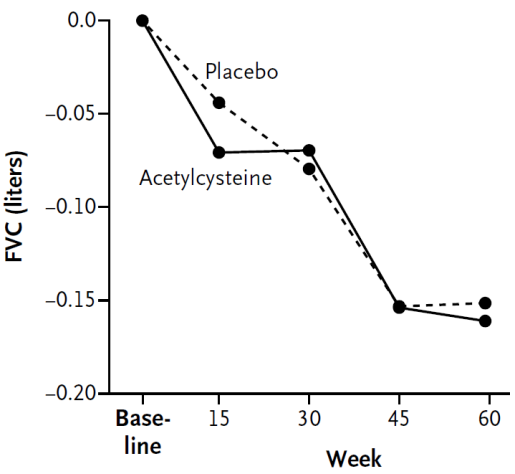 0.0
Placebo
−0.05
Acetylcysteine
−0.10
−0.15
−0.20
FVC (liters)
Base-
line
15
30
45
60
Week